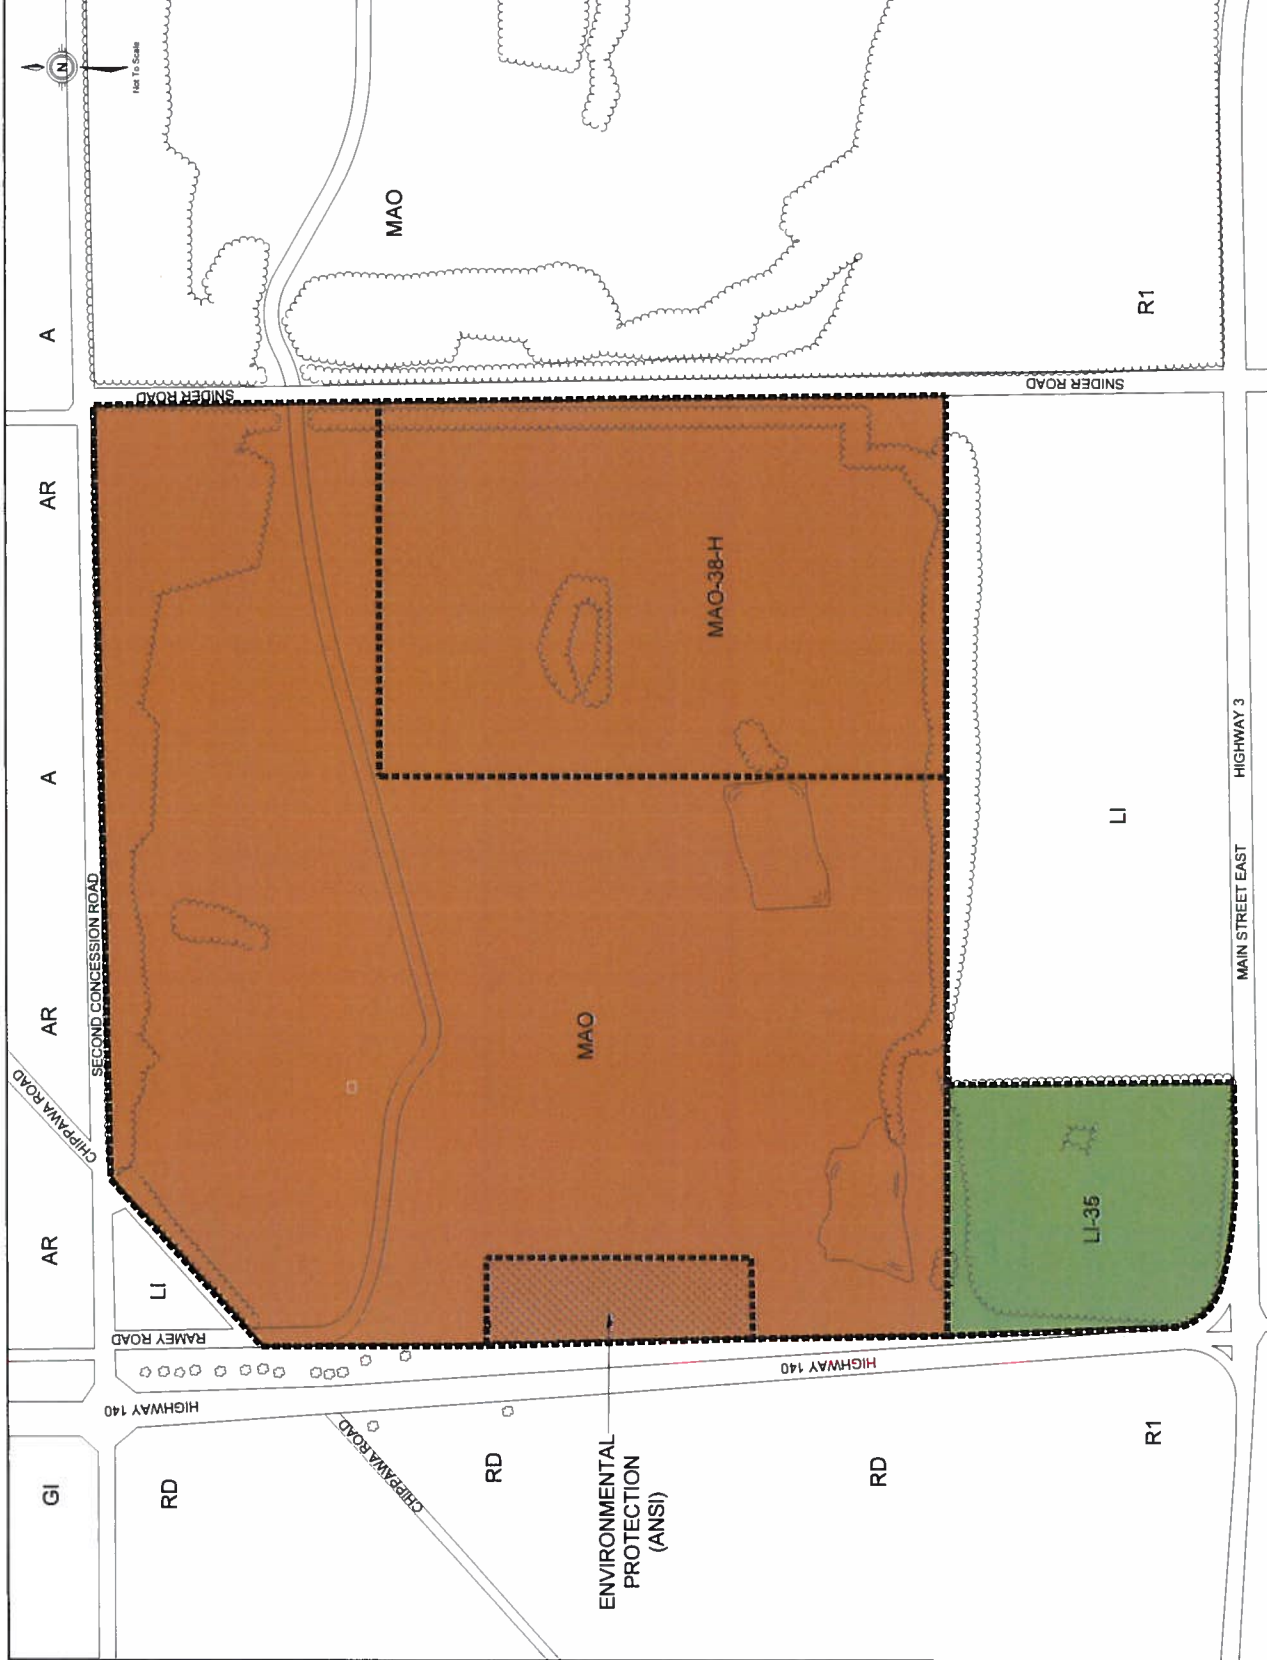 N
Not To Scale
GI
AR
AR
A
AR
A
CHIPPAWA ROAD
SECOND CONCESSION ROAD
HIGHWAY 140
RAMEY ROAD
LI
SNIDER ROAD
RD
CHIPPAWA ROAD
MAO
RD
ENVIRONMENTAL
PROTECTION
(ANSI)
MAO
MAO-38-H
RD
HIGHWAY 140
R1
LI-35
LI
SNIDER ROAD
R1
MAIN STREET EAST
HIGHWAY 3